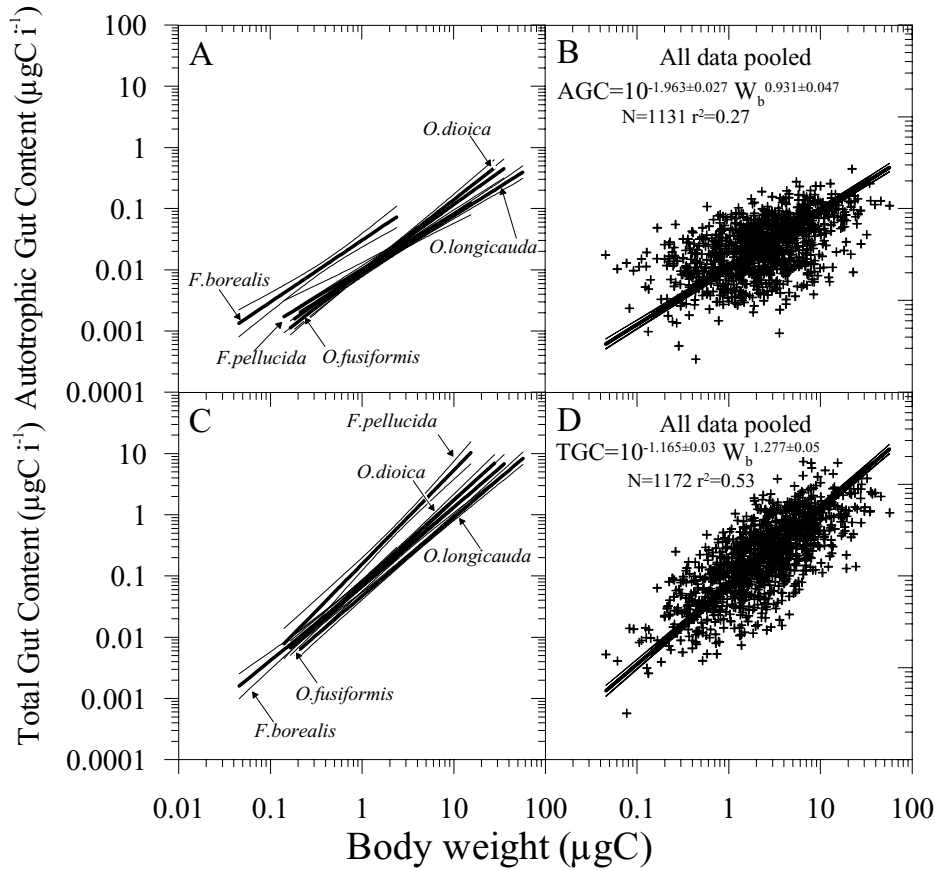 Autotrophic Gut Content (µgC i⁻¹)
100
10
1
0.1
0.01
0.001
0.0001
A
O.dioica
O.longicauda
F.borealis
F.pellucida
O.fusiformis
B
All data pooled
AGC=10^-1.963±0.027 W_b^0.931±0.047
N=1131 r²=0.27
Total Gut Content (µgC i⁻¹)
10
1
0.1
0.01
0.001
0.0001
C
F.pellucida
O.dioica
O.longicauda
O.fusiformis
F.borealis
D
All data pooled
TGC=10^-1.165±0.03 W_b^1.277±0.05
N=1172 r²=0.53
0.01 0.1 1 10 100 1 10 100
Body weight (µgC)